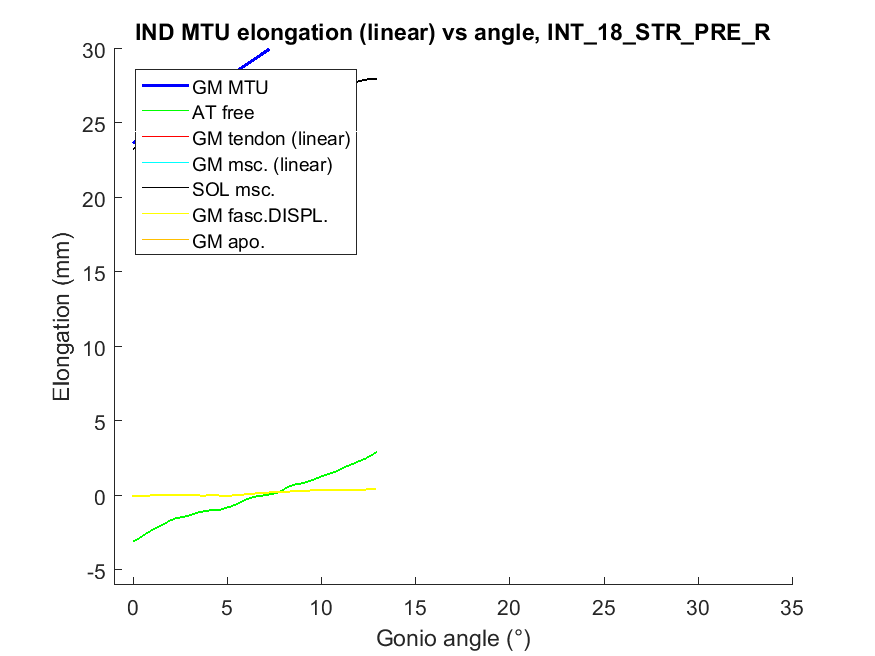 IND MTU elongation (linear) vs angle, INT_18_STR_PRE_R
30
25
20
15
10
5
0
-5
Elongation (mm)
GM MTU
AT free
GM tendon (linear)
GM msc. (linear)
SOL msc.
GM fasc.DISPL.
GM apo.
0 5 10 15 20 25 30 35
Gonio angle (°)